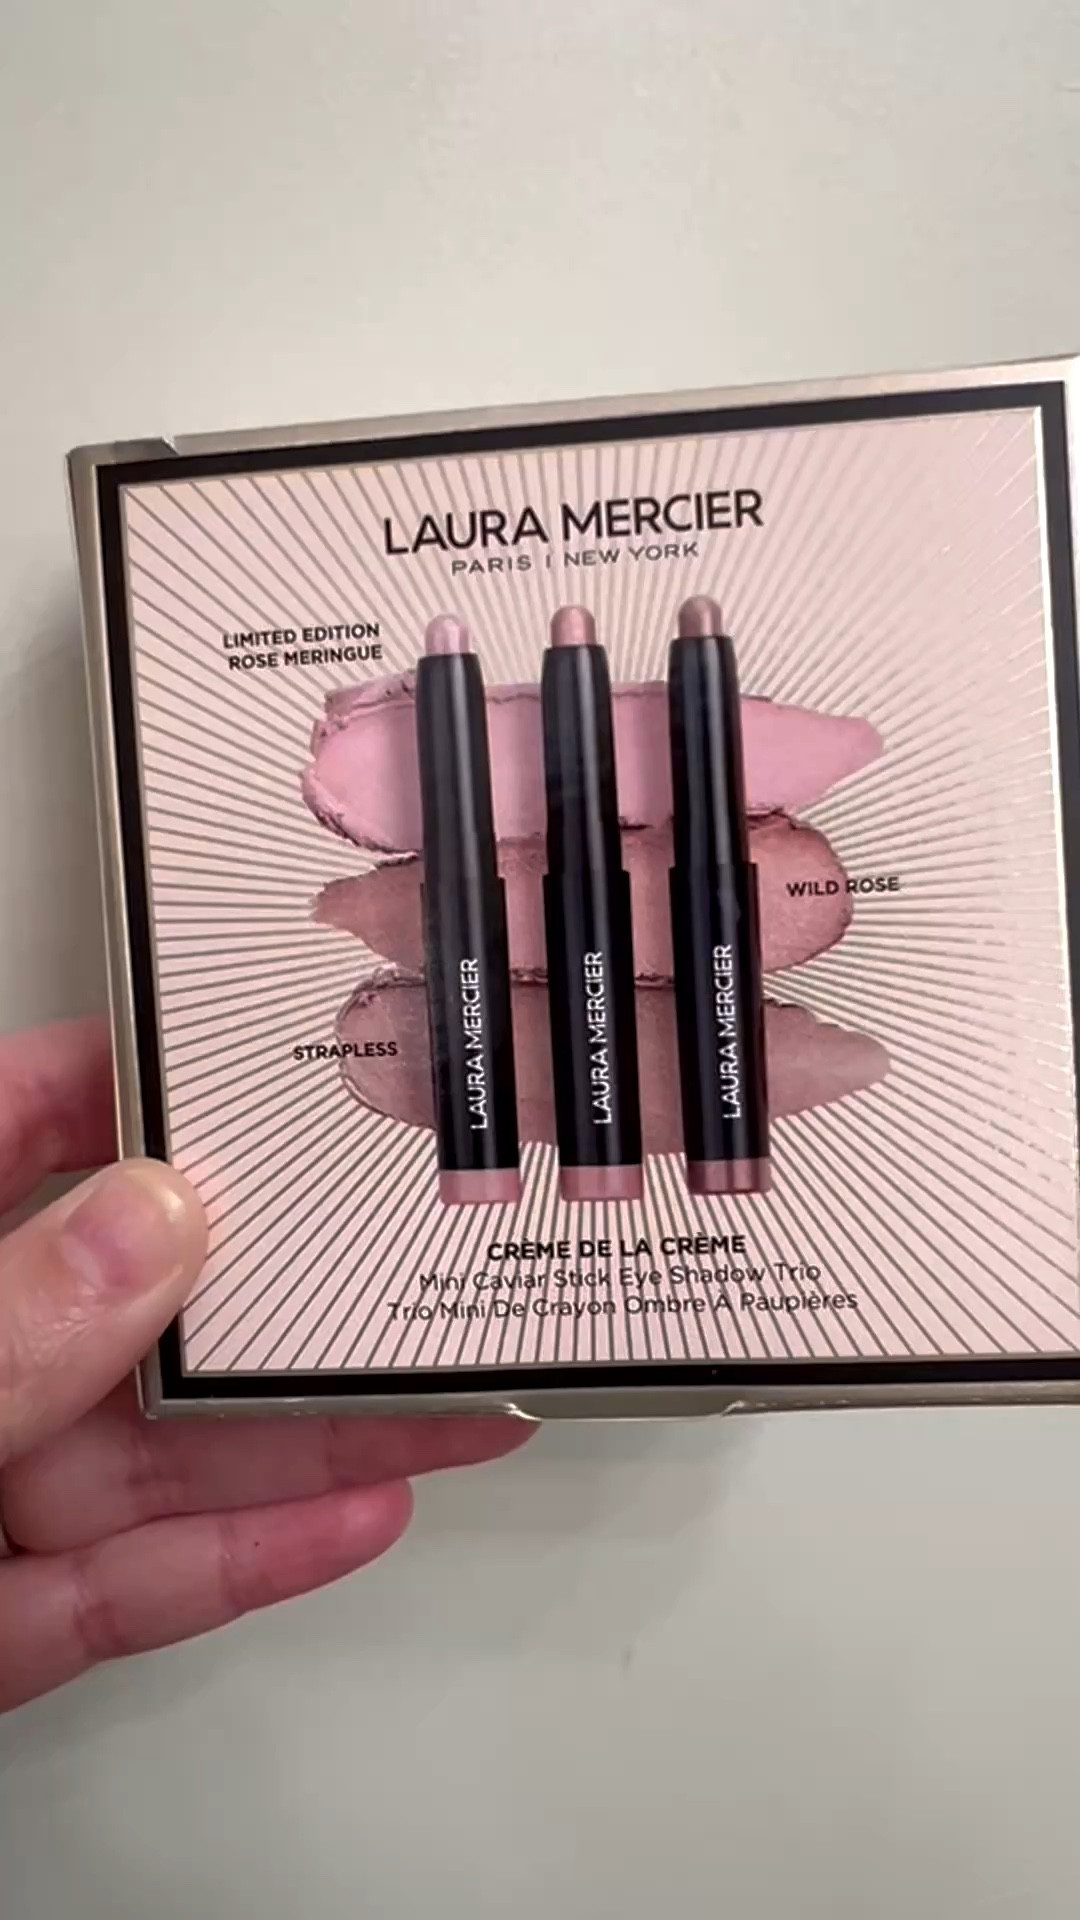 LAURA MERCIER
PARIS | NEW YORK
LIMITED EDITION
ROSE MERINGUE
WILD ROSE
STRAPLESS
LAURA MERCIER
LAURA MERCIER
LAURA MERCIER
CRÈME DE LA CRÈME
Mini Caviar Stick Eye Shadow Trio
Trio Mini De Crayon Ombre À Paupières